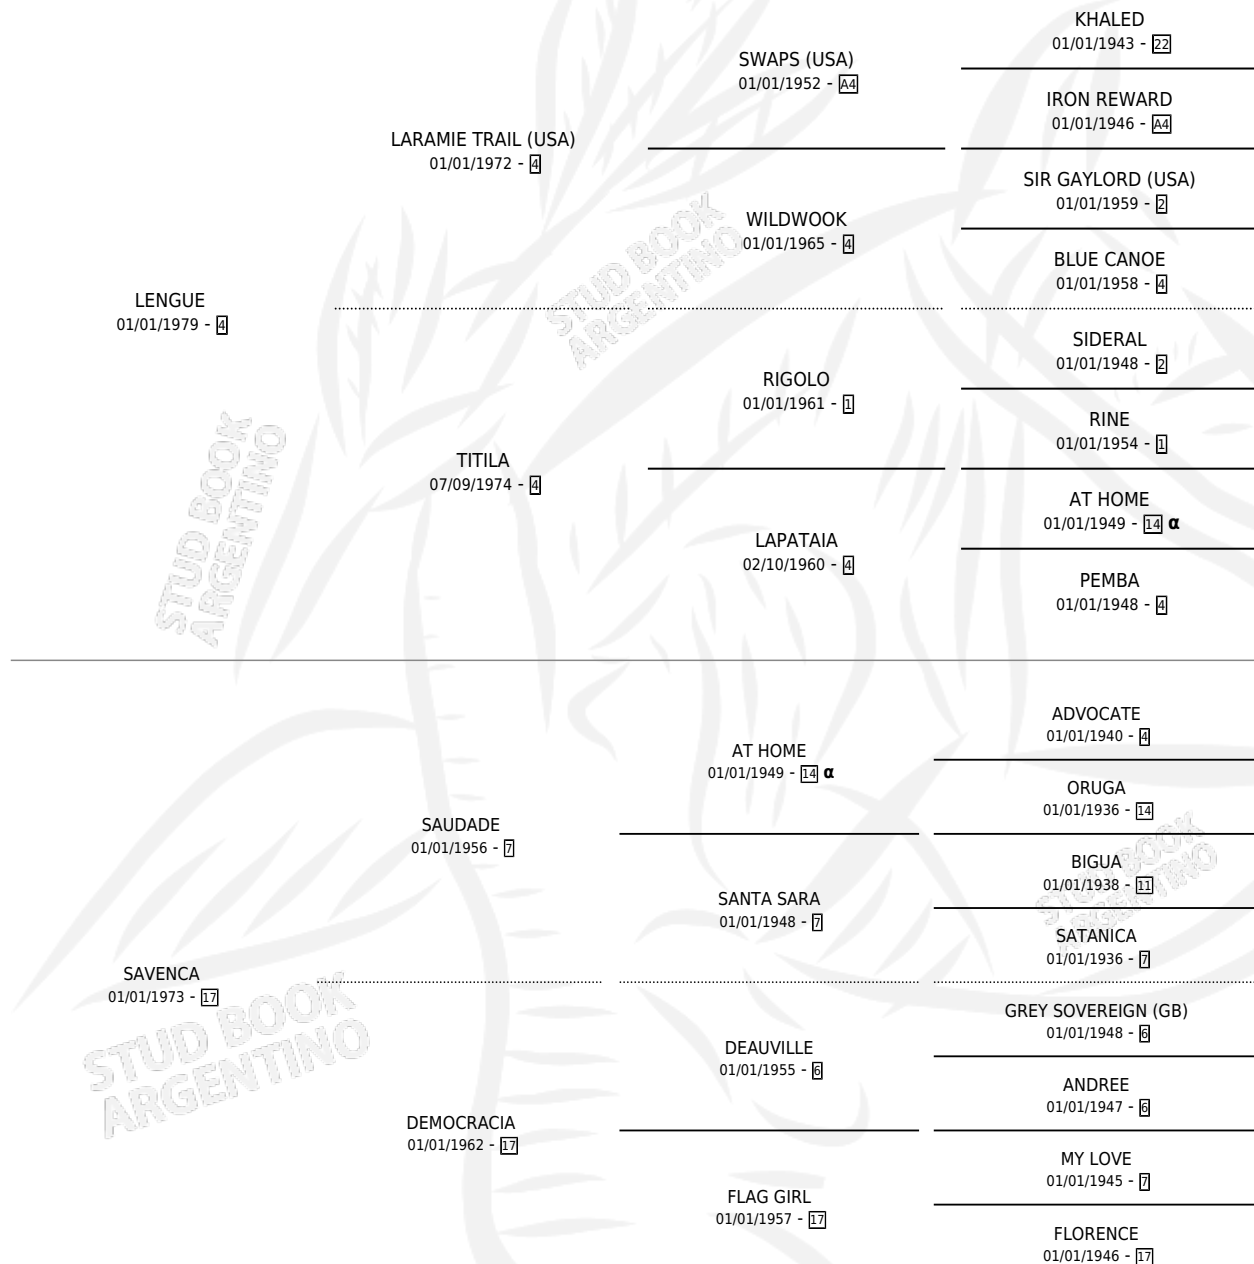 KHALED
01/01/1943 - 22
SWAPS (USA)
01/01/1952 - A4
IRON REWARD
01/01/1946 - A4
LARAMIE TRAIL (USA)
01/01/1972 - 4
SIR GAYLORD (USA)
01/01/1959 - 2
WILDWOOK
01/01/1965 - 4
BLUE CANOE
01/01/1958 - 4
LENGUE
01/01/1979 - 4
SIDERAL
01/01/1948 - 2
RIGOLO
01/01/1961 - 1
RINE
01/01/1954 - 1
TITILA
07/09/1974 - 4
AT HOME
01/01/1949 - 14 α
LAPATAIA
02/10/1960 - 4
PEMBA
01/01/1948 - 4
ADVOCATE
01/01/1940 - 4
AT HOME
01/01/1949 - 14 α
ORUGA
01/01/1936 - 14
SAUDADE
01/01/1956 - 7
BIGUA
01/01/1938 - 11
SANTA SARA
01/01/1948 - 7
SATANICA
01/01/1936 - 7
SAVENCA
01/01/1973 - 17
GREY SOVEREIGN (GB)
01/01/1948 - 6
DEAUVILLE
01/01/1955 - 6
ANDREE
01/01/1947 - 6
DEMOCRACIA
01/01/1962 - 17
MY LOVE
01/01/1945 - 7
FLAG GIRL
01/01/1957 - 17
FLORENCE
01/01/1946 - 17
STUD BOOK
ARGENTINO
STUD BOOK
ARGENTINO
STUD BOOK
ARGENTINO
STUD BOOK
ARGENTINO